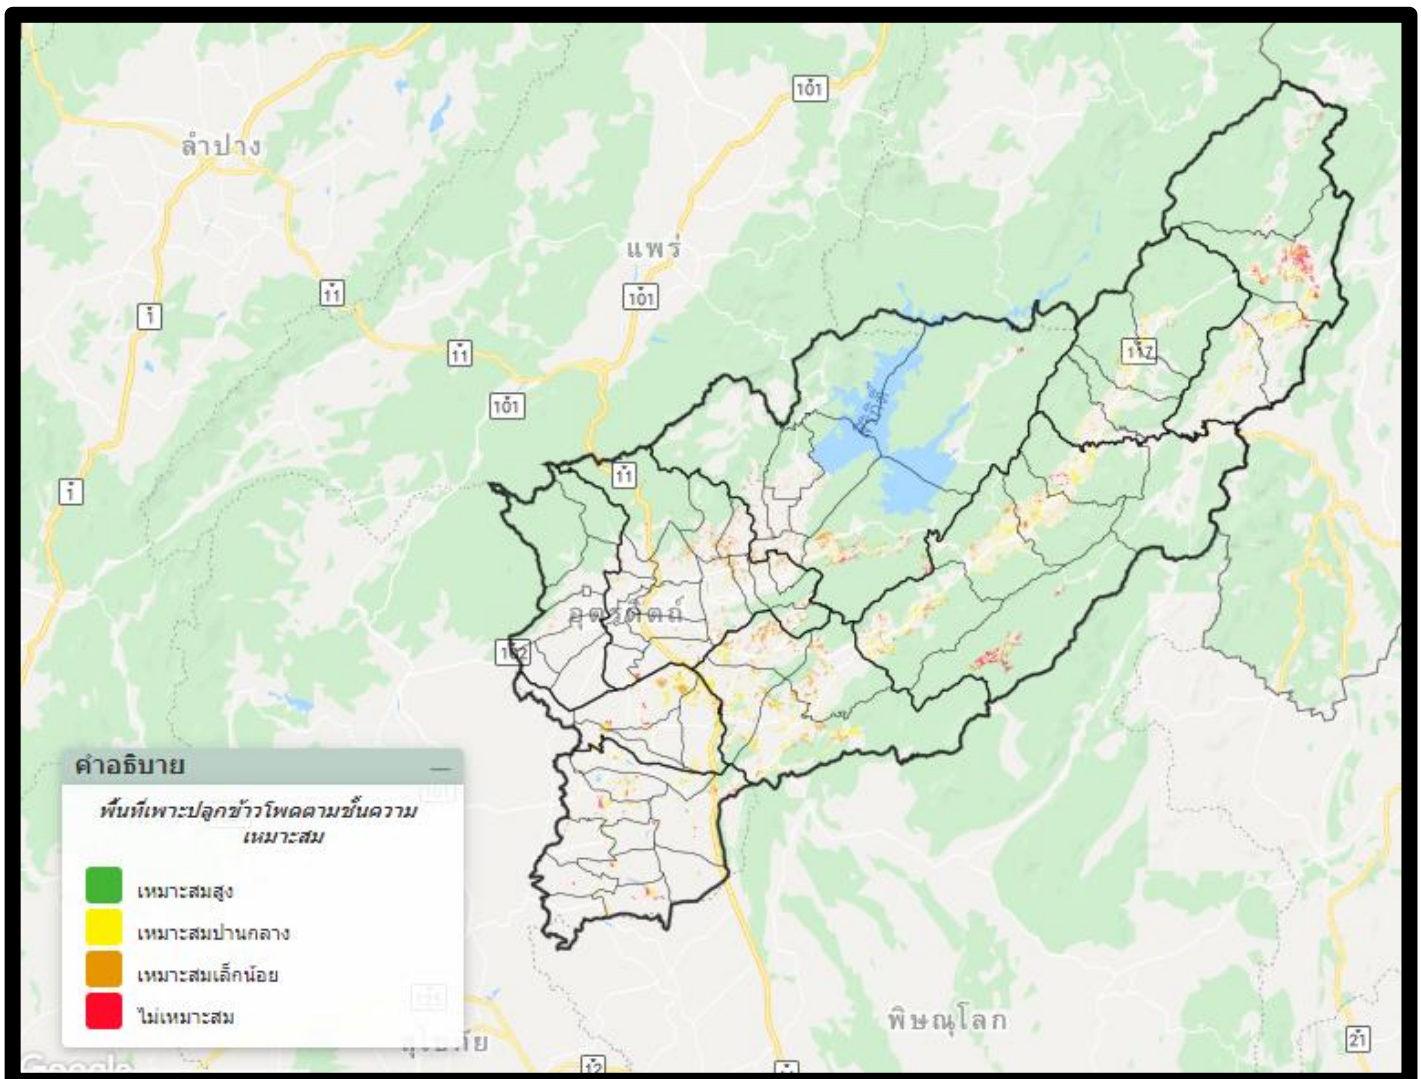 101
ลำปาง
แพร่
11
101
1
11
117
101
11
1
อุตรดิตถ์
102
คำอธิบาย
พื้นที่เพาะปลูกข้าวโพดตามชั้นความ
เหมาะสม
เหมาะสมสูง
เหมาะสมปานกลาง
เหมาะสมเล็กน้อย
ไม่เหมาะสม
พิษณุโลก
21
12
Google